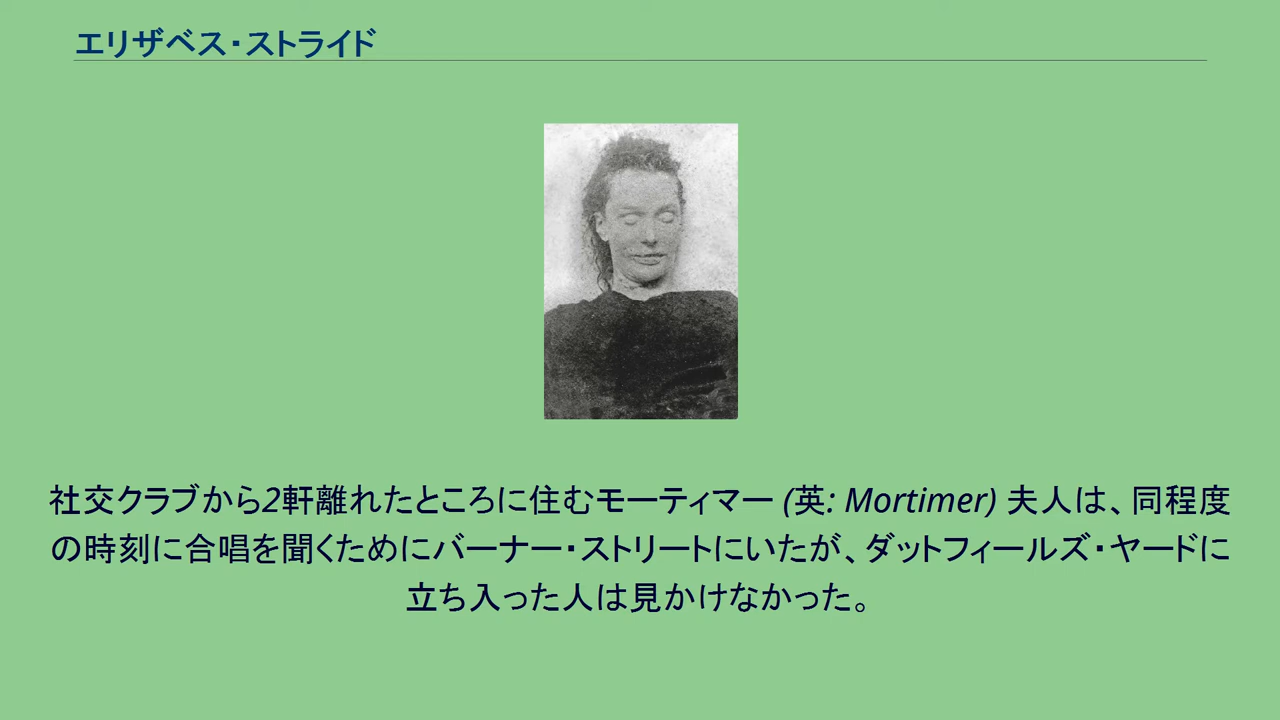 エリザベス・ストライド
社交クラブから2軒離れたところに住むモーティマー (英: Mortimer) 夫人は、同程度
の時刻に合唱を聞くためにバーナー・ストリートにいたが、ダットフィールズ・ヤードに
立ち入った人は見かけなかった。